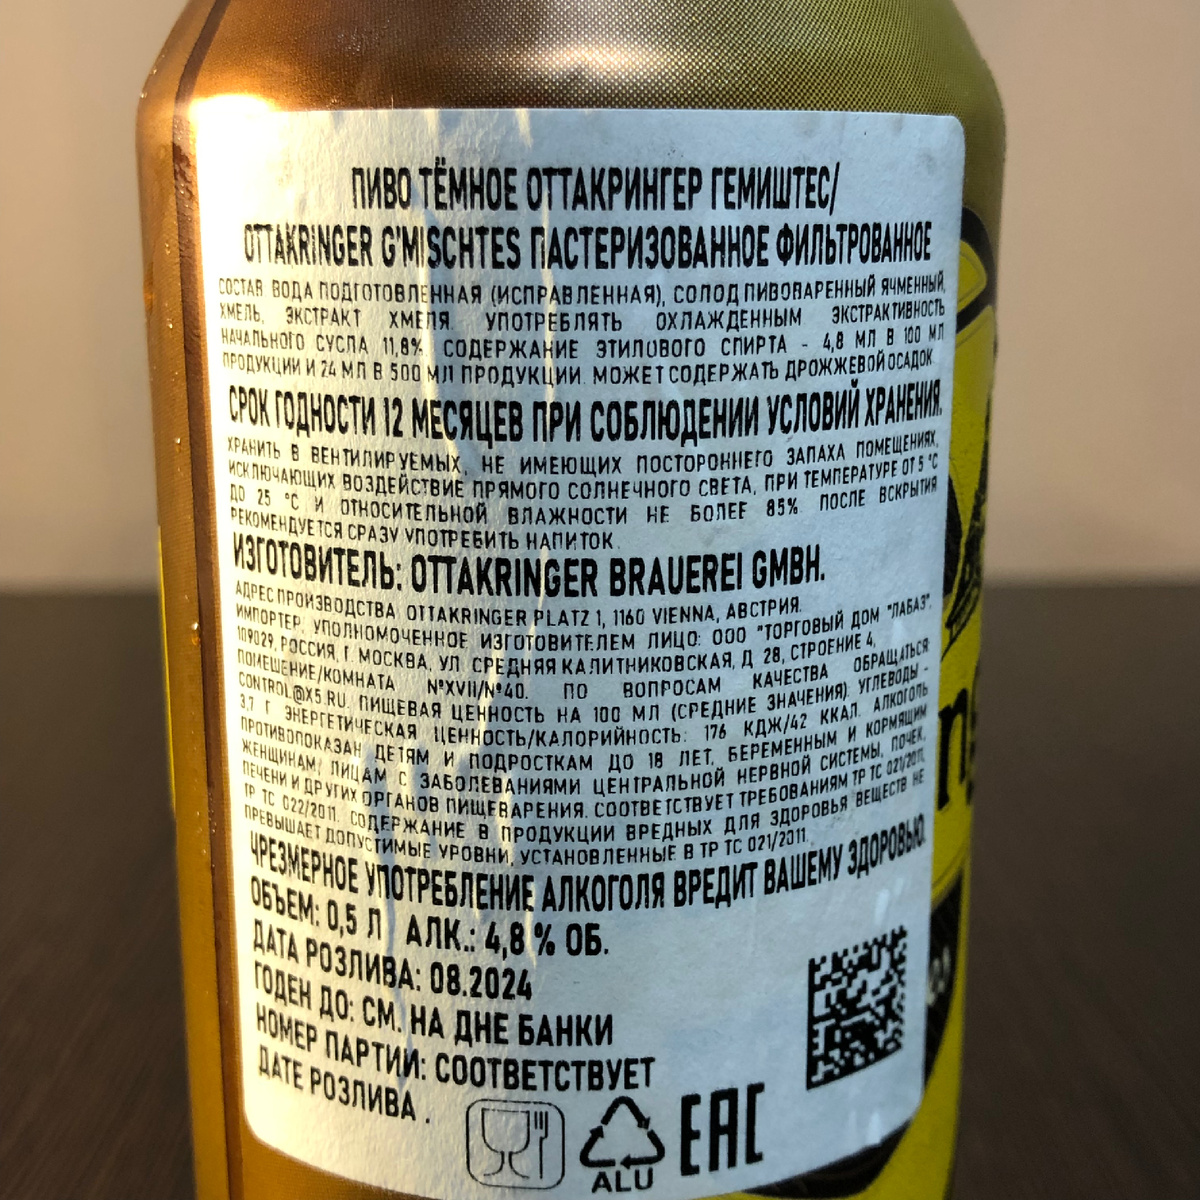 ПИВО ТЁМНОЕ ОТТАКРИНГЕР ГЕМИШТЕС/
OTTAKRINGER G'MISCHTES ПАСТЕРИЗОВАННОЕ ФИЛЬТРОВАННОЕ
СОСТАВ ВОДА ПОДГОТОВЛЕННАЯ (ИСПРАВЛЕННАЯ), СОЛОД ПИВОВАРЕННЫЙ ЯЧМЕННЫЙ,
ХМЕЛЬ, ЭКСТРАКТ ХМЕЛЯ. УПОТРЕБЛЯТЬ ОХЛАЖДЕННЫМ ЭКСТРАКТИВНОСТЬ
НАЧАЛЬНОГО СУСЛА 11,8% СОДЕРЖАНИЕ ЭТИЛОВОГО СПИРТА - 4,8 МЛ В 100 МЛ
ПРОДУКЦИИ И 24 МЛ В 500 МЛ ПРОДУКЦИИ. МОЖЕТ СОДЕРЖАТЬ ДРОЖЖЕВОЙ ОСАДОК.
СРОК ГОДНОСТИ 12 МЕСЯЦЕВ ПРИ СОБЛЮДЕНИИ УСЛОВИЙ ХРАНЕНИЯ.
ХРАНИТЬ В ВЕНТИЛИРУЕМЫХ, НЕ ИМЕЮЩИХ ПОСТОРОННЕГО ЗАПАХА ПОМЕЩЕНИЯХ,
ИСКЛЮЧАЮЩИХ ВОЗДЕЙСТВИЕ ПРЯМОГО СОЛНЕЧНОГО СВЕТА, ПРИ ТЕМПЕРАТУРЕ ОТ 5 °С
ДО 25 °С И ОТНОСИТЕЛЬНОЙ ВЛАЖНОСТИ НЕ БОЛЕЕ 85% ПОСЛЕ ВСКРЫТИЯ
РЕКОМЕНДУЕТСЯ СРАЗУ УПОТРЕБИТЬ НАПИТОК.
ИЗГОТОВИТЕЛЬ: OTTAKRINGER BRAUEREI GMBH.
АДРЕС ПРОИЗВОДСТВА OTTAKRINGER PLATZ 1, 1160 VIENNA, АВСТРИЯ.
ИМПОРТЕР, УПОЛНОМОЧЕННОЕ ИЗГОТОВИТЕЛЕМ ЛИЦО: ООО "ТОРГОВЫЙ ДОМ "ЛАБАЗ".
109029, РОССИЯ, Г. МОСКВА, УЛ СРЕДНЯЯ КАЛИТНИКОВСКАЯ, Д 28, СТРОЕНИЕ 4,
ПОМЕЩЕНИЕ/КОМНАТА №XVII/№40. ПО ВОПРОСАМ КАЧЕСТВА ОБРАЩАТЬСЯ
CONTROL@X5.RU. ПИЩЕВАЯ ЦЕННОСТЬ НА 100 МЛ (СРЕДНИЕ ЗНАЧЕНИЯ) УГЛЕВОДЫ -
3,7 Г ЭНЕРГЕТИЧЕСКАЯ ЦЕННОСТЬ/КАЛОРИЙНОСТЬ: 176 КДЖ/42 ККАЛ. АЛКОГОЛЬ
ПРОТИВОПОКАЗАН ДЕТЯМ И ПОДРОСТКАМ ДО 18 ЛЕТ, БЕРЕМЕННЫМ И КОРМЯЩИМ
ЖЕНЩИНАМ, ЛИЦАМ С ЗАБОЛЕВАНИЯМИ ЦЕНТРАЛЬНОЙ НЕРВНОЙ СИСТЕМЫ, ПОЧЕК,
ПЕЧЕНИ И ДРУГИХ ОРГАНОВ ПИЩЕВАРЕНИЯ. СООТВЕТСТВУЕТ ТРЕБОВАНИЯМ ТР ТС 021/2011,
ТР ТС 022/2011. СОДЕРЖАНИЕ В ПРОДУКЦИИ ВРЕДНЫХ ДЛЯ ЗДОРОВЬЯ ВЕЩЕСТВ НЕ
ПРЕВЫШАЕТ ДОПУСТИМЫЕ УРОВНИ, УСТАНОВЛЕННЫЕ В ТР ТС 021/2011.
ЧРЕЗМЕРНОЕ УПОТРЕБЛЕНИЕ АЛКОГОЛЯ ВРЕДИТ ВАШЕМУ ЗДОРОВЬЮ.
ОБЪЕМ: 0,5 Л АЛК.: 4,8 % ОБ.
ДАТА РОЗЛИВА: 08.2024
ГОДЕН ДО: СМ. НА ДНЕ БАНКИ
НОМЕР ПАРТИИ: СООТВЕТСТВУЕТ
ДАТЕ РОЗЛИВА .
ALU
EAC